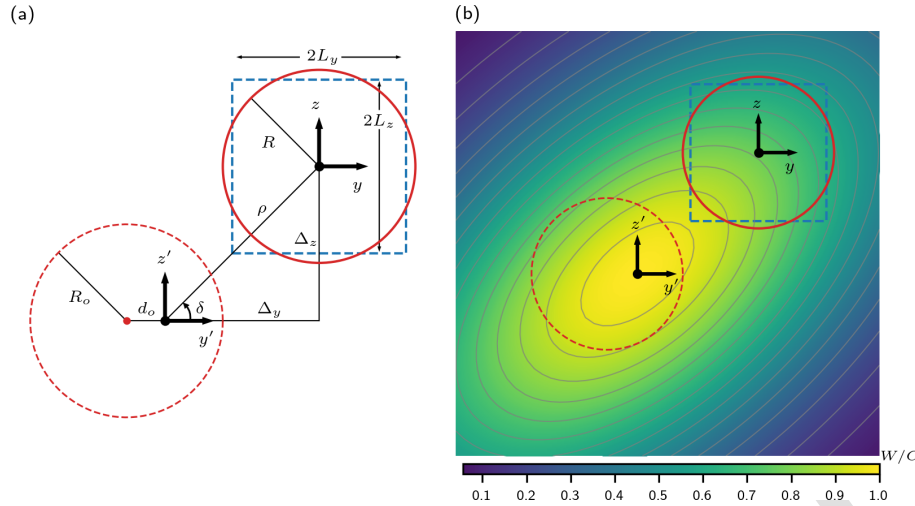 (a)
2L_y
z
2L_z
R
y
ρ
Δ_z
z′
R_o
d_o
δ
Δ_y
y′
(b)
z
y
z′
y′
W/C
0.1 0.2 0.3 0.4 0.5 0.6 0.7 0.8 0.9 1.0